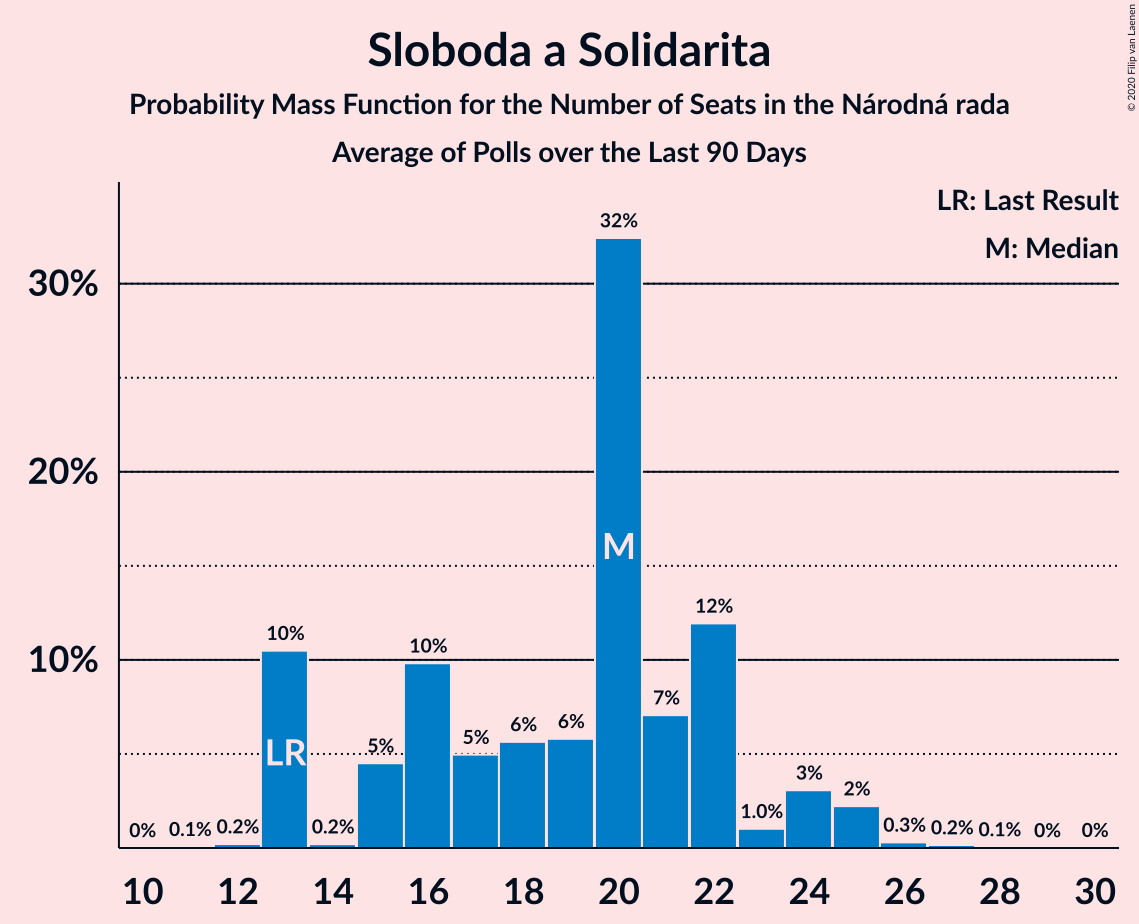 Sloboda a Solidarita
Probability Mass Function for the Number of Seats in the Národná rada
Average of Polls over the Last 90 Days
© 2020 Filip van Laenen
LR: Last Result
M: Median
30%
20%
10%
0%
0.1%
0.2%
10%
0.2%
5%
10%
5%
6%
6%
32%
7%
12%
1.0%
3%
2%
0.3%
0.2%
0.1%
0%
0%
LR
M
10 12 14 16 18 20 22 24 26 28 30